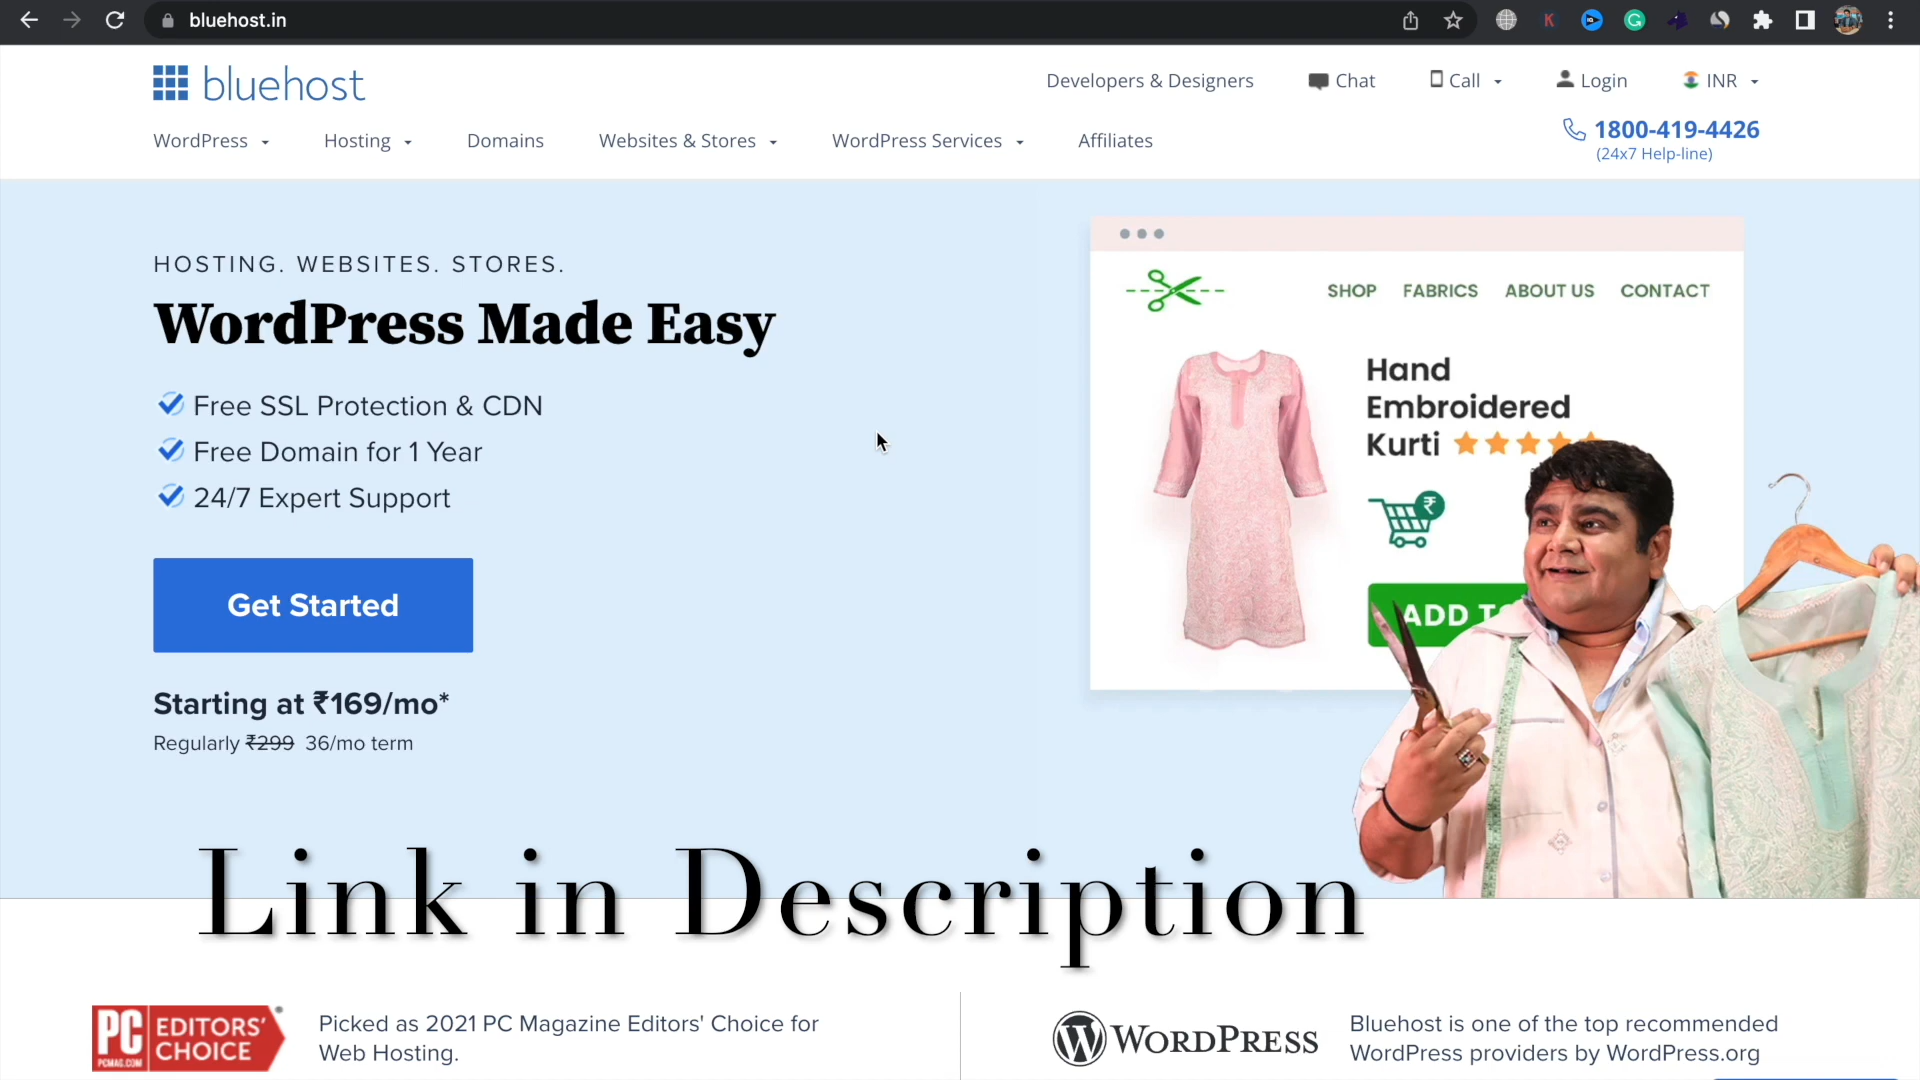 bluehost.in
bluehost
Developers & Designers
Chat
Call
Login
INR
WordPress
Hosting
Domains
Websites & Stores
WordPress Services
Affiliates
1800-419-4426
(24x7 Help-line)
HOSTING. WEBSITES. STORES.
WordPress Made Easy
Free SSL Protection & CDN
Free Domain for 1 Year
24/7 Expert Support
Get Started
Starting at ₹169/mo*
Regularly ₹299 36/mo term
SHOP
FABRICS
ABOUT US
CONTACT
Hand
Embroidered
Kurti
₹
ADD T
Link in Description
PC
PCMAG.COM
EDITORS'
CHOICE
Picked as 2021 PC Magazine Editors' Choice for
Web Hosting.
WORDPRESS
Bluehost is one of the top recommended
WordPress providers by WordPress.org